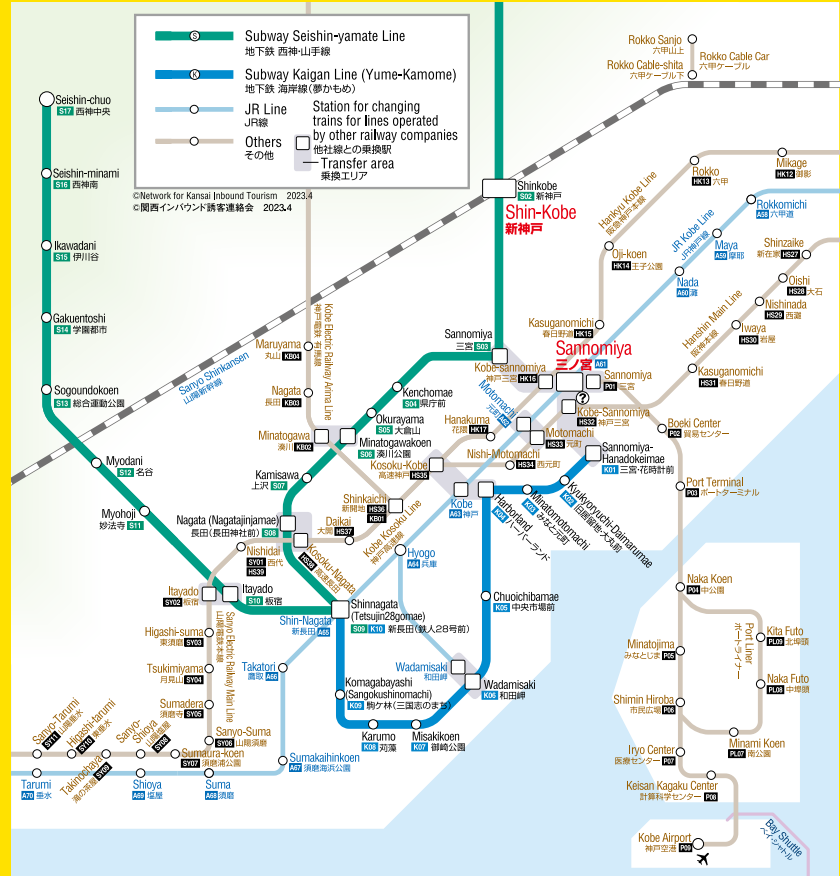 S
Subway Seishin-yamate Line
地下鉄 西神・山手線
K
Subway Kaigan Line (Yume-Kamome)
地下鉄 海岸線(夢かもめ)
JR Line
JR線
Others
その他
Station for changing
trains for lines operated
by other railway companies
他社線との乗換駅
Transfer area
乗換エリア
©Network for Kansai Inbound Tourism 2023.4
©関西インバウンド誘客連絡会 2023.4
Rokko Sanjo
六甲山上
Rokko Cable Car
六甲ケーブル
Rokko Cable-shita
六甲ケーブル下
Seishin-chuo
S17 西神中央
Seishin-minami
S16 西神南
Ikawadani
S15 伊川谷
Gakuentoshi
S14 学園都市
Sogoundokoen
S13 総合運動公園
Myodani
S12 名谷
Myohoji
妙法寺 S11
Itayado
SY02 板宿
Itayado
S10 板宿
Shinkobe
S02 新神戸
Shin-Kobe
新神戸
Sanyo Shinkansen
山陽新幹線
Kobe Electric Railway Arima Line
神戸電鉄 有馬線
Maruyama
丸山 KB04
Nagata
長田 KB03
Minatogawa
湊川 KB02
Sannomiya
三宮 S03
Kenchomae
S04 県庁前
Okurayama
S05 大倉山
Minatogawakoen
S06 湊川公園
Kamisawa
上沢 S07
Nagata (Nagatajinjamae)
長田(長田神社前) S08
Shinkaichi
新開地 HS36
KB01
Daikai
大開 HS37
Kosoku-Nagata
HS38 高速長田
Nishidai
SY01 西代
HS39
Kosoku-Kobe
高速神戸 HS35
Kobe Kosoku Line
神戸高速線
Hanakuma
花隈 HK17
Nishi-Motomachi
HS34 西元町
Motomachi
元町 A62
Motomachi
HS33 元町
Kobe-sannomiya
神戸三宮 HK16
Sannomiya
三ノ宮 A61
Sannomiya
P01 三宮
?
Kobe-Sannomiya
HS32 神戸三宮
Sannomiya-
Hanadokeimae
K01 三宮・花時計前
Kyukyoryuchi-Daimarumae
K02 旧居留地・大丸前
Minatomotomachi
K03 みなと元町
Harborland
K04 ハーバーランド
Kobe
A63 神戸
Hyogo
A64 兵庫
Chuoichibamae
K05 中央市場前
Wadamisaki
和田岬
Wadamisaki
K06 和田岬
Misakikoen
K07 御崎公園
Karumo
K08 苅藻
Komagabayashi
(Sangokushinomachi)
K09 駒ケ林(三国志のまち)
Shinnagata
(Tetsujin28gomae)
S09 K10 新長田(鉄人28号前)
Shin-Nagata
新長田 A65
Takatori
鷹取 A66
Sumakaihinkoen
A67 須磨海浜公園
Suma
A68 須磨
Shioya
A69 塩屋
Tarumi
A70 垂水
Sanyo Electric Railway Main Line
山陽電鉄本線
Higashi-suma
東須磨 SY03
Tsukimiyama
月見山 SY04
Sumadera
須磨寺 SY05
Sanyo-Suma
SY06 山陽須磨
Sumaura-koen
SY07 須磨浦公園
Sanyo-
Shioya
SY08 山陽塩屋
Takinochaya
滝の茶屋 SY09
Higashi-tarumi
SY10 東垂水
Sanyo-Tarumi
SY11 山陽垂水
Hankyu Kobe Line
阪急神戸本線
Mikage
HK12 御影
Rokko
HK13 六甲
Oji-koen
HK14 王子公園
Kasuganomichi
春日野道 HK15
JR Kobe Line
JR神戸線
Rokkomichi
A58 六甲道
Maya
A59 摩耶
Nada
A60 灘
Hanshin Main Line
阪神本線
Shinzaike
新在家 HS27
Oishi
HS28 大石
Nishinada
HS29 西灘
Iwaya
HS30 岩屋
Kasuganomichi
HS31 春日野道
Boeki Center
P02 貿易センター
Port Terminal
P03 ポートターミナル
Naka Koen
P04 中公園
Port Liner
ポートライナー
Minatojima
みなとじま P05
Shimin Hiroba
市民広場 P06
Iryo Center
医療センター P07
Keisan Kagaku Center
計算科学センター P08
Kobe Airport
神戸空港 P09
Kita Futo
PL09 北埠頭
Naka Futo
PL08 中埠頭
Minami Koen
PL07 南公園
Bay Shuttle
ベイ・シャトル